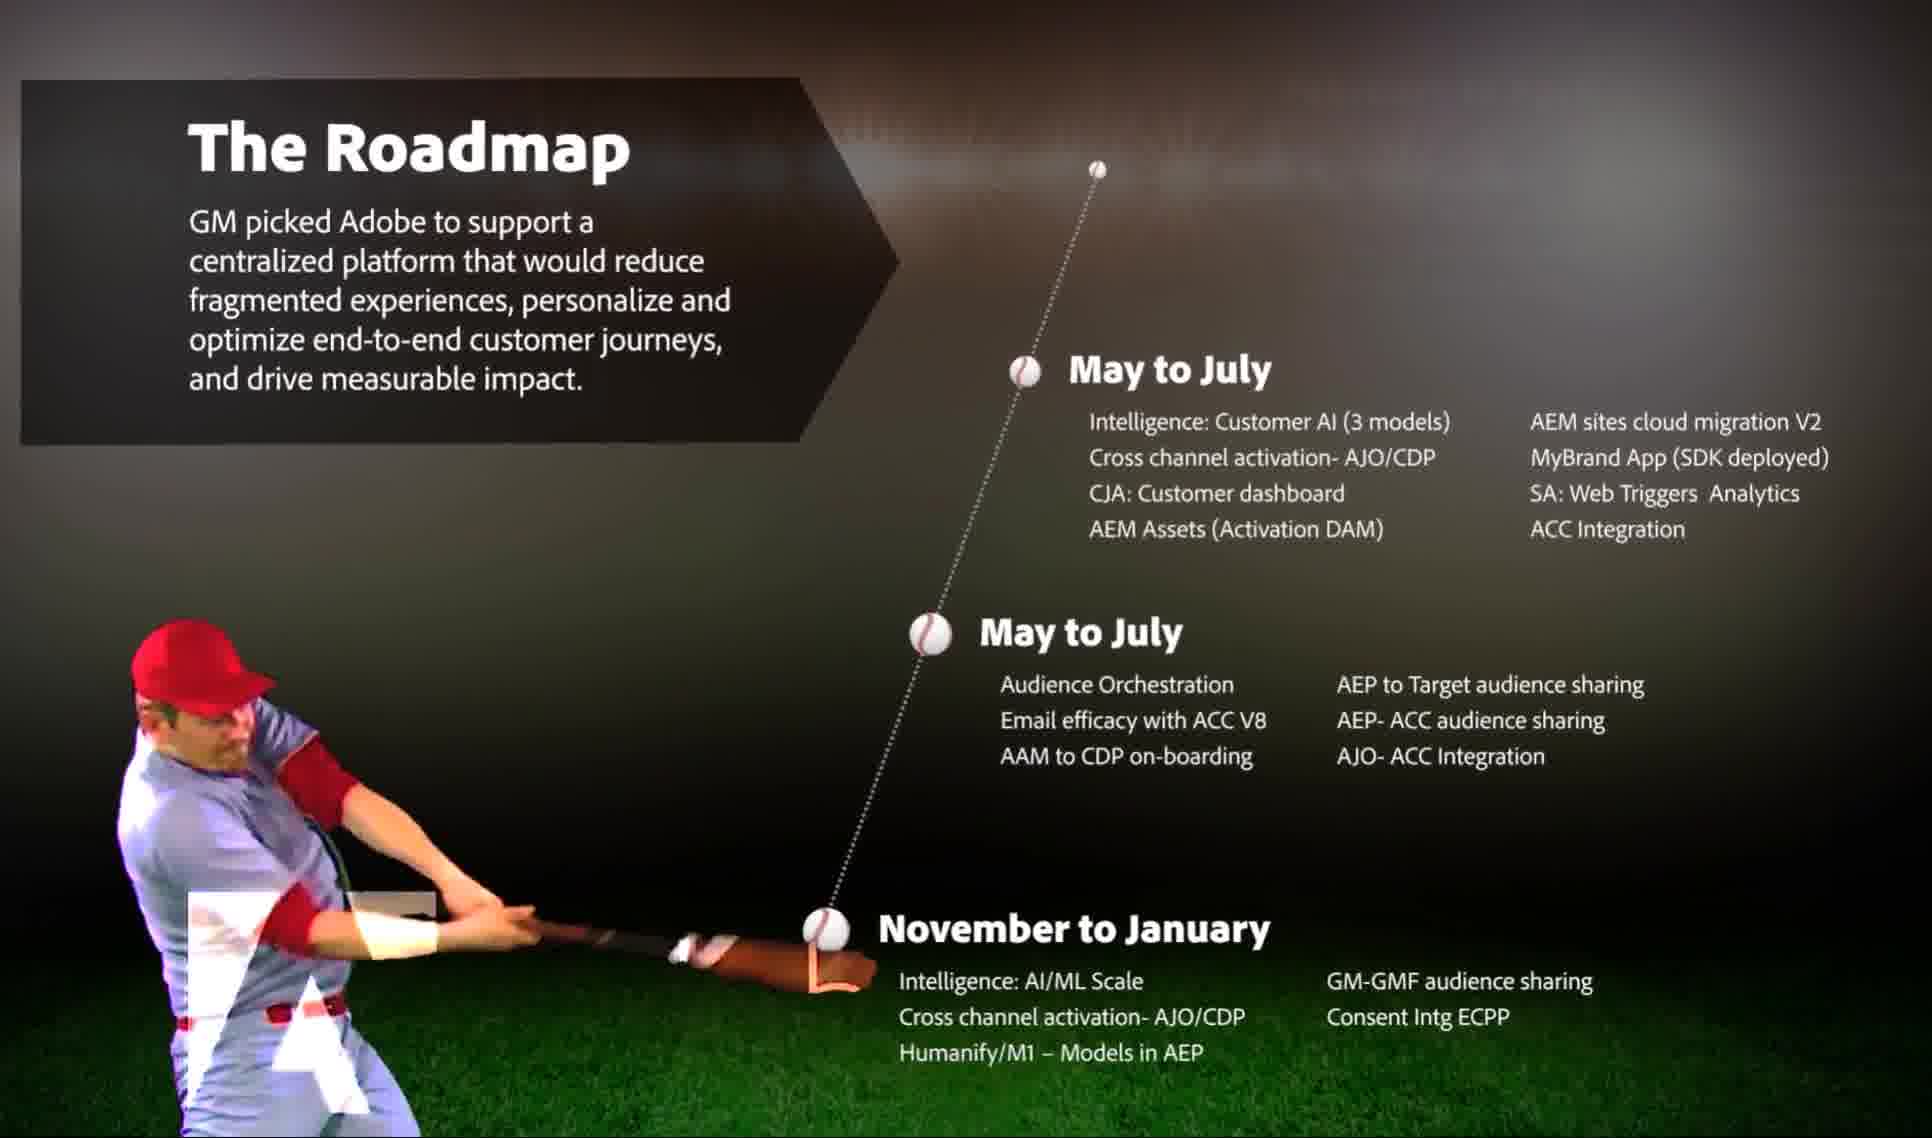 The Roadmap
GM picked Adobe to support a
centralized platform that would reduce
fragmented experiences, personalize and
optimize end-to-end customer journeys,
and drive measurable impact.
May to July
Intelligence: Customer AI (3 models)
Cross channel activation- AJO/CDP
CJA: Customer dashboard
AEM Assets (Activation DAM)
AEM sites cloud migration V2
MyBrand App (SDK deployed)
SA: Web Triggers  Analytics
ACC Integration
May to July
Audience Orchestration
Email efficacy with ACC V8
AAM to CDP on-boarding
AEP to Target audience sharing
AEP- ACC audience sharing
AJO- ACC Integration
November to January
Intelligence: AI/ML Scale
Cross channel activation- AJO/CDP
Humanify/M1 – Models in AEP
GM-GMF audience sharing
Consent Intg ECPP